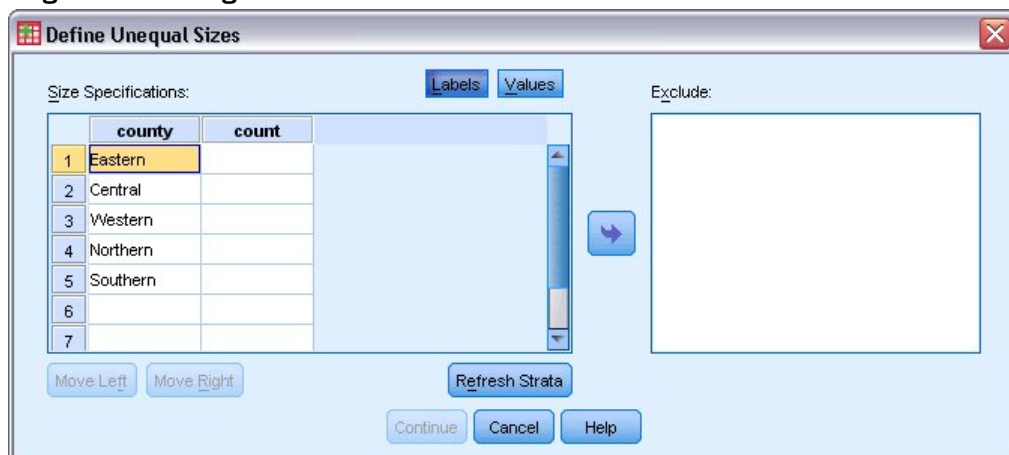 Define Unequal Sizes
Size Specifications:
Labels
Values
Exclude:
county count
1 Eastern
2 Central
3 Western
4 Northern
5 Southern
6
7
Move Left
Move Right
Refresh Strata
Continue
Cancel
Help